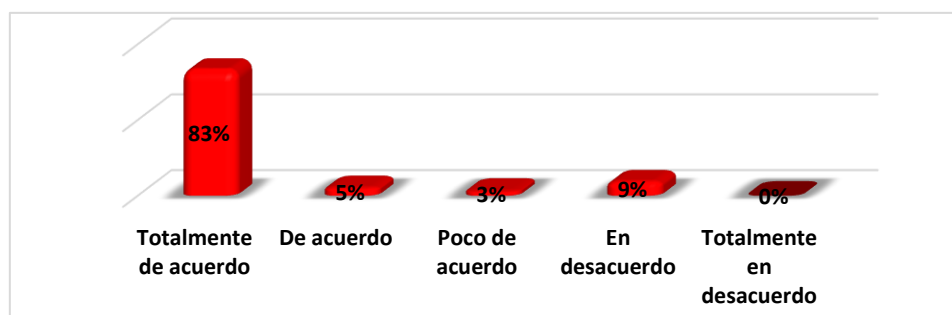 83%
5%
3%
9%
0%
Totalmente
de acuerdo
De acuerdo
Poco de
acuerdo
En
desacuerdo
Totalmente
en
desacuerdo